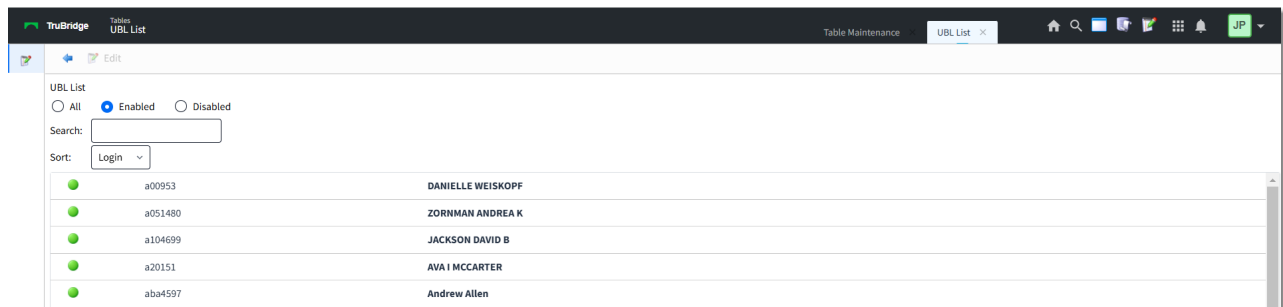 TruBridge
Tables
UBL List
Table Maintenance
UBL List
JP
Edit
UBL List
All Enabled Disabled
Search:
Sort: Login
a00953 DANIELLE WEISKOPF
a051480 ZORNMAN ANDREA K
a104699 JACKSON DAVID B
a20151 AVA I MCCARTER
aba4597 Andrew Allen